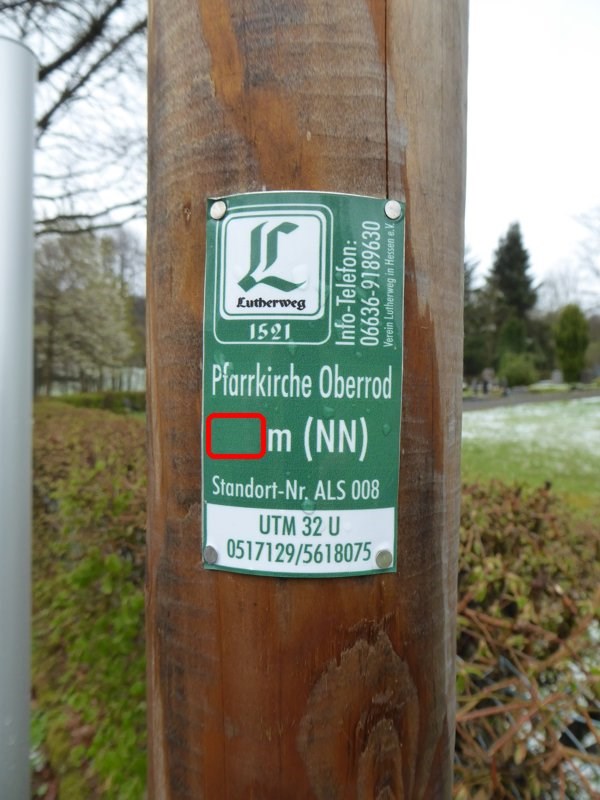 L
Lutherweg
1521
Info-Telefon:
06636-9189630
Verein Lutherweg in Hessen e.V.
Pfarrkirche Oberrod
m (NN)
Standort-Nr. ALS 008
UTM 32 U
0517129/5618075